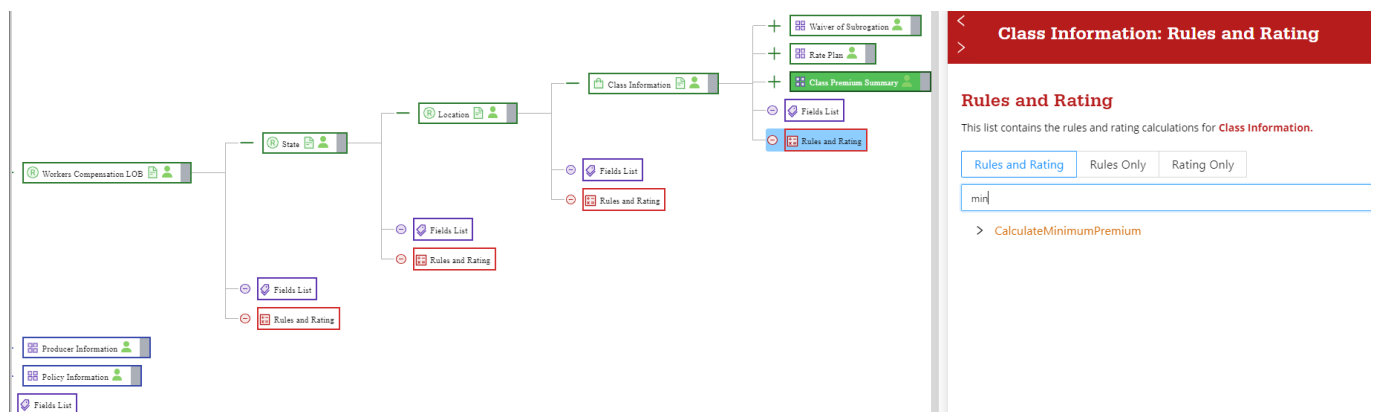 Waiver of Subrogation
Rate Plan
Class Premium Summary
Class Information
Fields List
Rules and Rating
Location
Fields List
Rules and Rating
State
Fields List
Rules and Rating
Workers Compensation LOB
Fields List
Rules and Rating
Producer Information
Policy Information
Fields List
Class Information: Rules and Rating
Rules and Rating
This list contains the rules and rating calculations for Class Information.
Rules and Rating Rules Only Rating Only
min
CalculateMinimumPremium